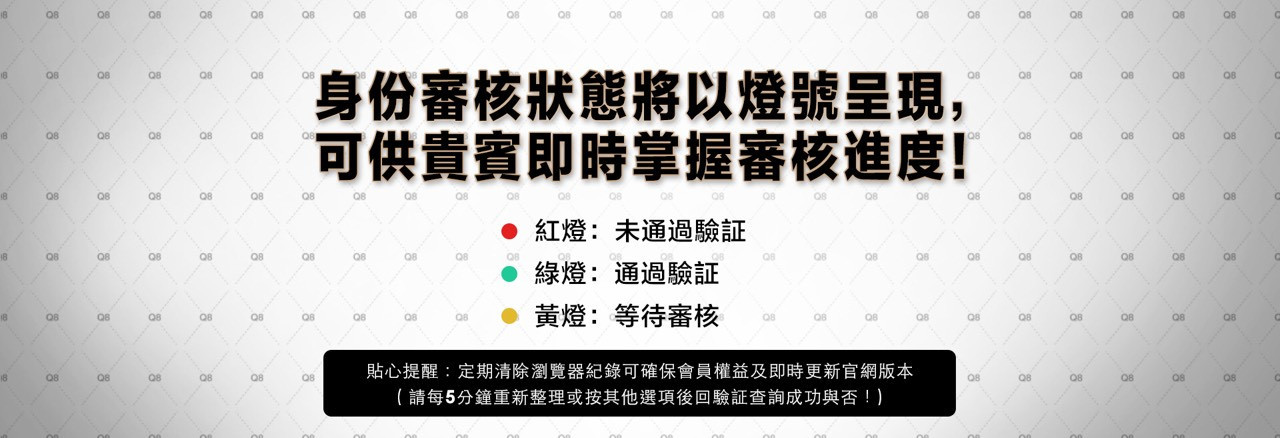 身份審核狀態將以燈號呈現，
可供貴賓即時掌握審核進度！
紅燈：未通過驗証
綠燈：通過驗証
黃燈：等待審核
貼心提醒：定期清除瀏覽器紀錄可確保會員權益及即時更新官網版本
（請每5分鐘重新整理或按其他選項後回驗証查詢成功與否！）